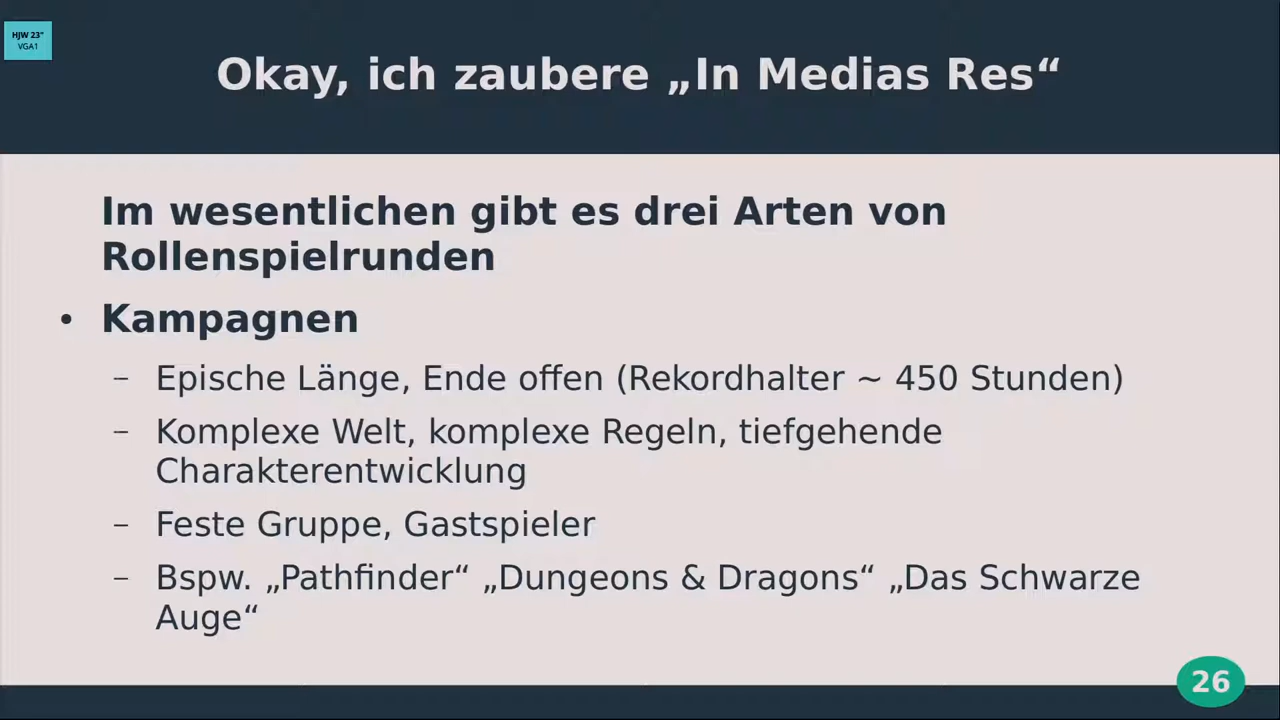 HJW 23"
VGA1
Okay, ich zaubere „In Medias Res“
Im wesentlichen gibt es drei Arten von
Rollenspielrunden
• Kampagnen
– Epische Länge, Ende offen (Rekordhalter ~ 450 Stunden)
– Komplexe Welt, komplexe Regeln, tiefgehende
Charakterentwicklung
– Feste Gruppe, Gastspieler
– Bspw. „Pathfinder“ „Dungeons & Dragons“ „Das Schwarze
Auge“
26